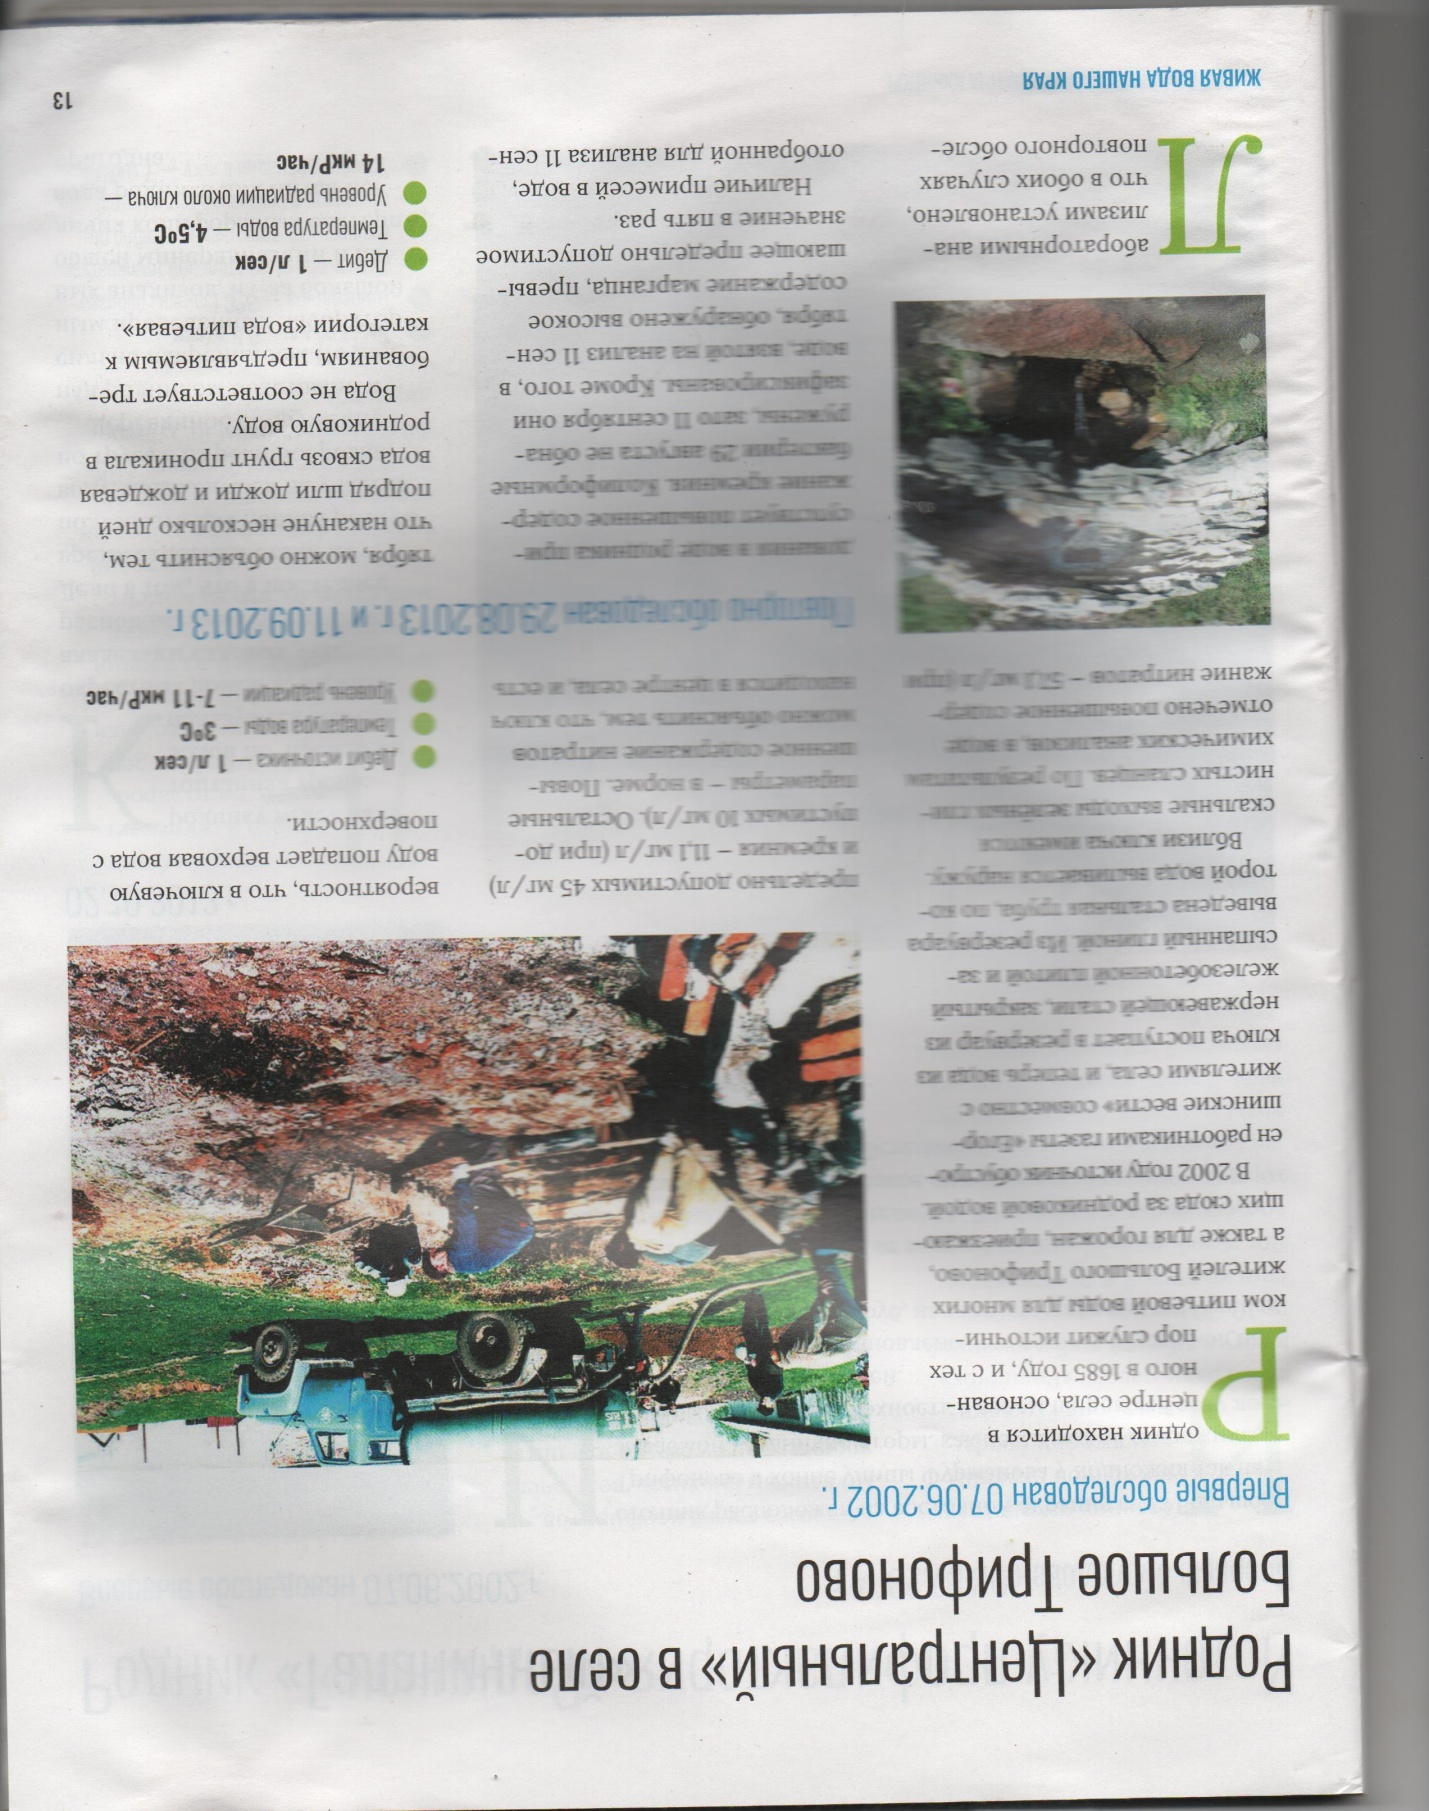 Родник «Центральный» в селе
Большое Трифоново
Впервые обследован 07.06.2002 г.
Родник находится в
центре села, основан-
ного в 1685 году, и с тех
пор служит источни-
ком питьевой воды для многих
жителей Большого Трифоново,
а также для горожан, приезжаю-
щих сюда за родниковой водой.
В 2002 году источник обустро-
ен работниками газеты «Егор-
шинские вести» совместно с
жителями села, и теперь вода из
ключа поступает в резервуар из
нержавеющей стали, закрытый
железобетонной плитой и за-
сыпанный глиной. Из резервуара
выведена стальная труба, по ко-
торой вода выливается наружу.
Вблизи ключа имеются
скальные выходы зелёных гли-
нистых сланцев. По результатам
химических анализов, в воде
отмечено повышенное содер-
жание нитратов – 57,1 мг/л (при
предельно допустимых 45 мг/л)
и кремния – 11,1 мг/л (при до-
пустимых 10 мг/л). Остальные
параметры – в норме. Повы-
шенное содержание нитратов
можно объяснить тем, что ключ
находится в центре села, и есть
вероятность, что в ключевую
воду попадает верховая вода с
поверхности.
Дебит источника — 1 л/сек
Температура воды — 3°С
Уровень радиации — 7-11 мкР/час
Повторно обследован 29.08.2013 г. и 11.09.2013 г.
Лабораторными ана-
лизами установлено,
что в обоих случаях
повторного обсле-
дования в воде родника при-
сутствует повышенное содер-
жание кремния. Колиформные
бактерии 29 августа не обна-
ружены, зато 11 сентября они
зафиксированы. Кроме того, в
воде, взятой на анализ 11 сен-
тября, обнаружено высокое
содержание марганца, превы-
шающее предельно допустимое
значение в пять раз.
Наличие примесей в воде,
отобранной для анализа 11 сен-
тября, можно объяснить тем,
что накануне несколько дней
подряд шли дожди и дождевая
вода сквозь грунт проникала в
родниковую воду.
Вода не соответствует тре-
бованиям, предъявляемым к
категории «вода питьевая».
Дебит — 1 л/сек
Температура воды — 4,5°С
Уровень радиации около ключа —
14 мкР/час
ЖИВАЯ ВОДА НАШЕГО КРАЯ
13